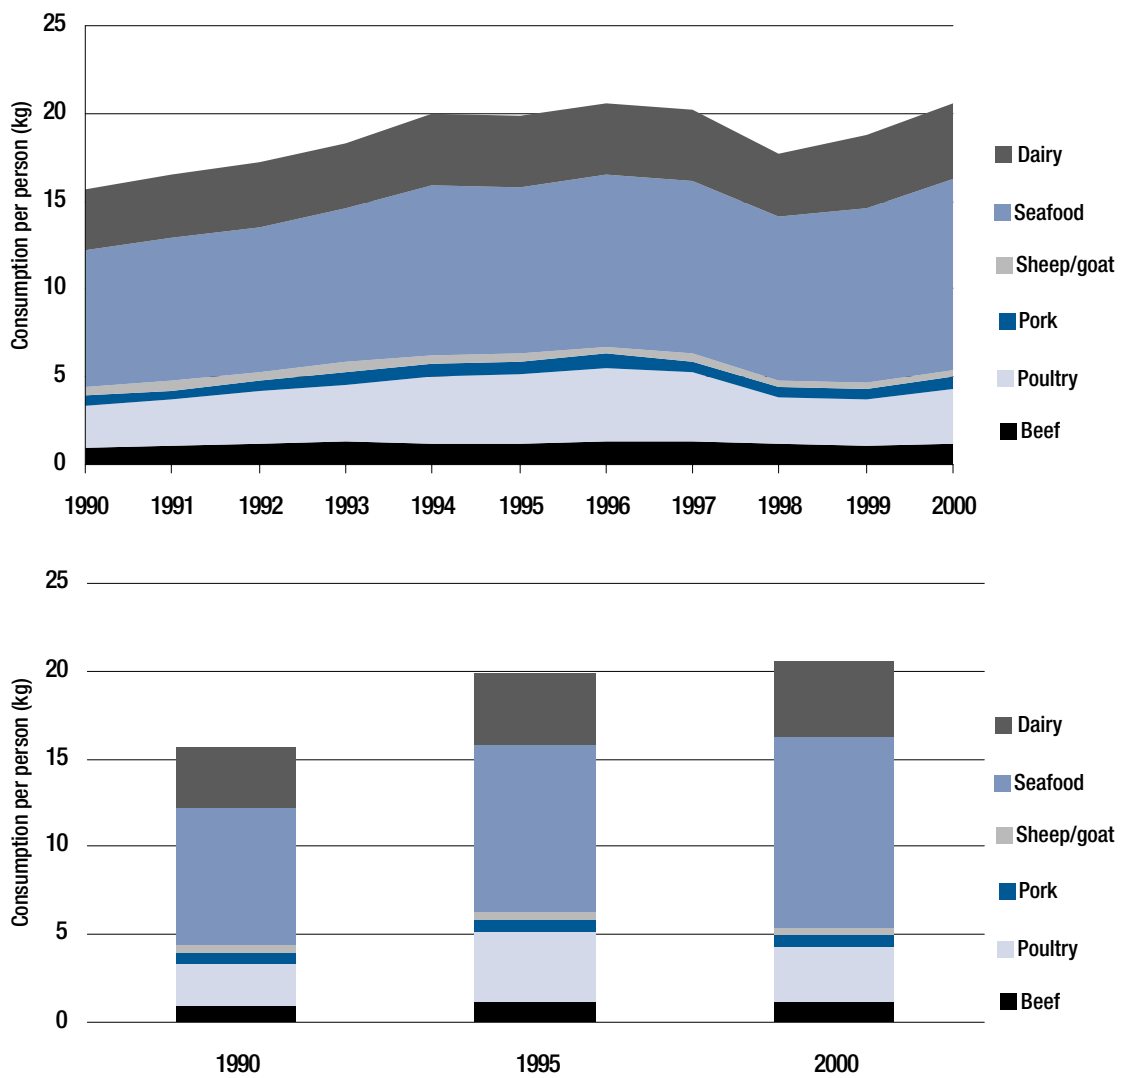 25
20
15
10
5
0
Consumption per person (kg)
1990 1991 1992 1993 1994 1995 1996 1997 1998 1999 2000
Dairy
Seafood
Sheep/goat
Pork
Poultry
Beef
25
20
15
10
5
0
Consumption per person (kg)
1990 1995 2000
Dairy
Seafood
Sheep/goat
Pork
Poultry
Beef